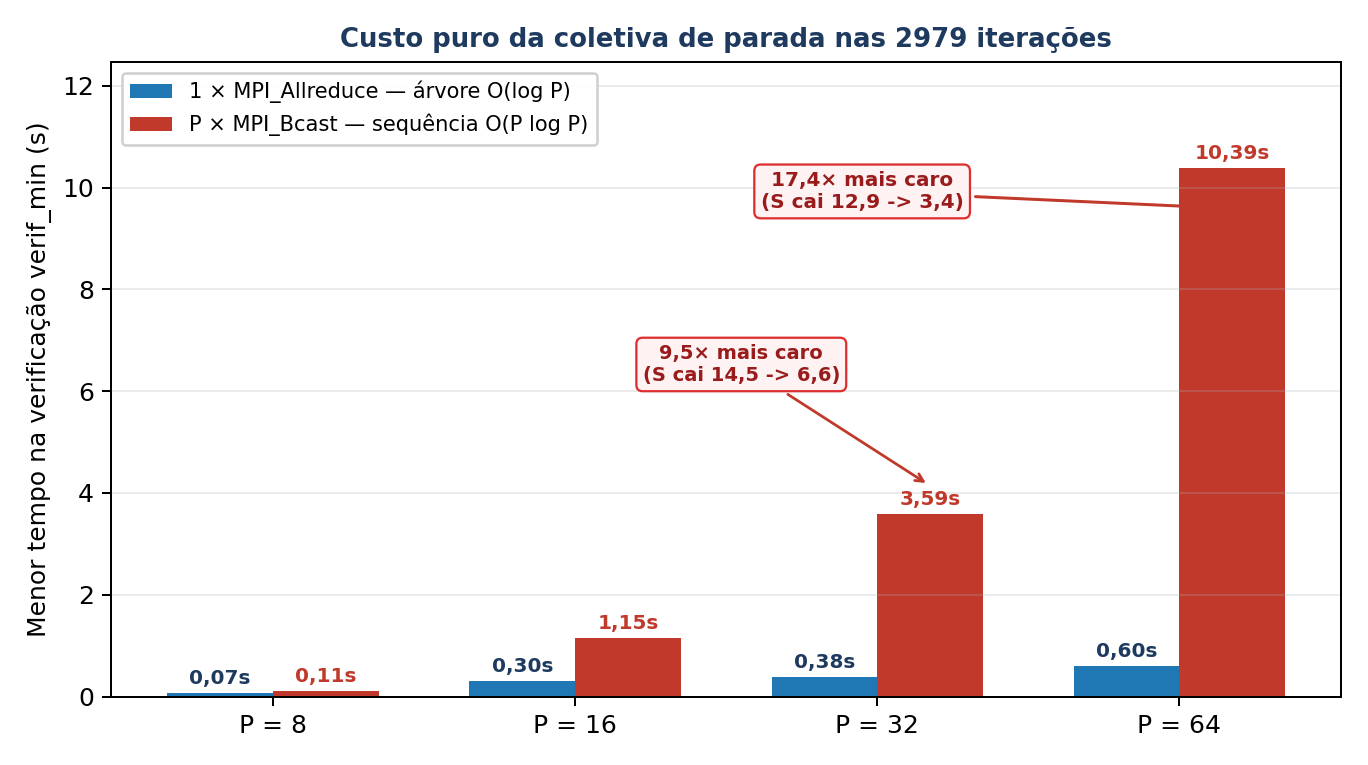 Custo puro da coletiva de parada nas 2979 iterações
Menor tempo na verificação verif_min (s)
12
10
8
6
4
2
0
1 × MPI_Allreduce — árvore O(log P)
P × MPI_Bcast — sequência O(P log P)
17,4× mais caro
(S cai 12,9 -> 3,4)
9,5× mais caro
(S cai 14,5 -> 6,6)
0,07s
0,11s
0,30s
1,15s
0,38s
3,59s
0,60s
10,39s
P = 8
P = 16
P = 32
P = 64